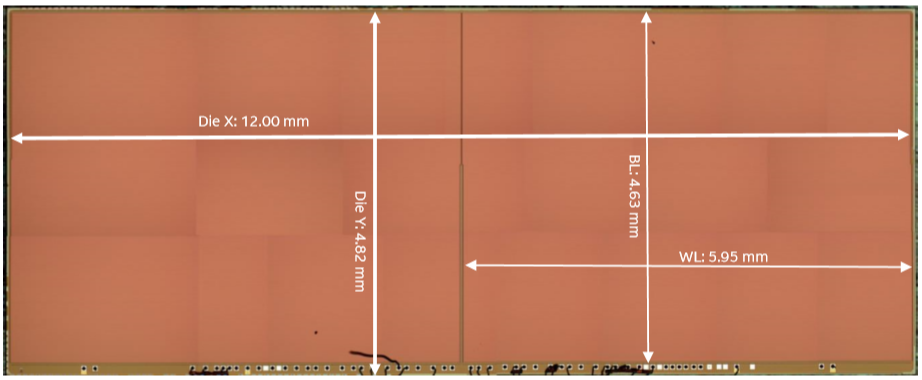 Die X: 12.00 mm
Die Y: 4.82 mm
BL: 4.63 mm
WL: 5.95 mm